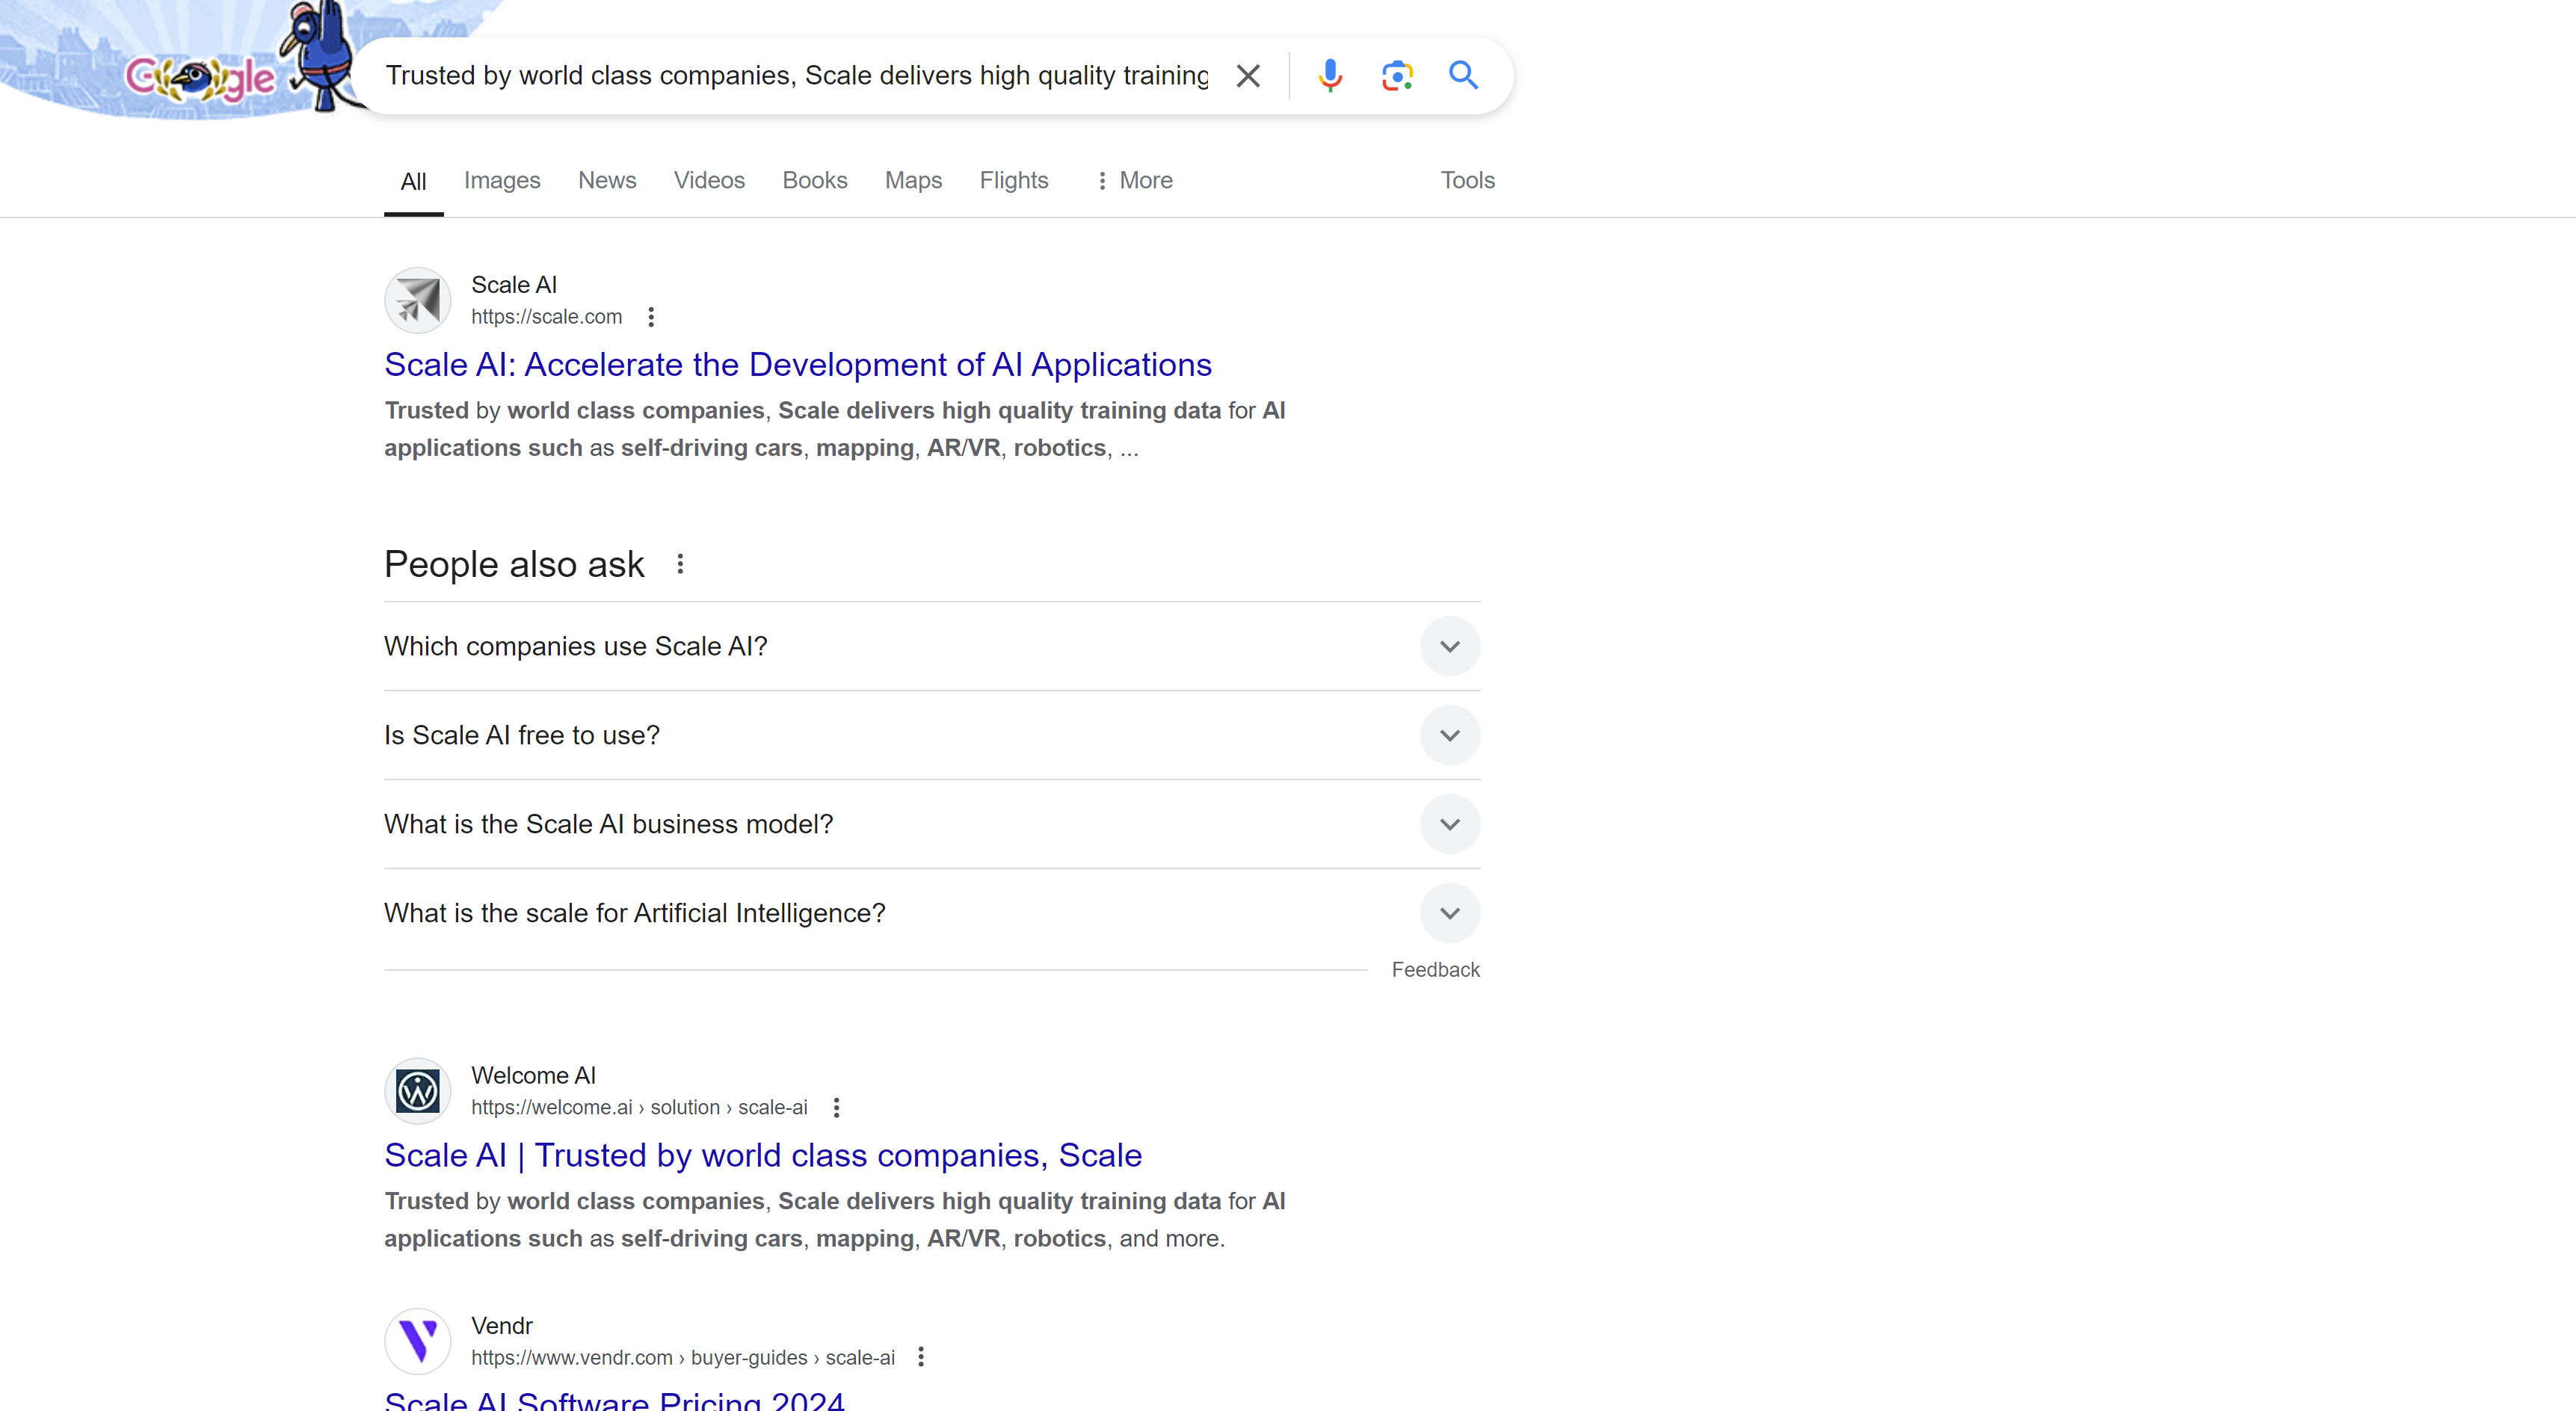 Google
Trusted by world class companies, Scale delivers high quality training
All Images News Videos Books Maps Flights More Tools
Scale AI
https://scale.com
Scale AI: Accelerate the Development of AI Applications
Trusted by world class companies, Scale delivers high quality training data for AI
applications such as self-driving cars, mapping, AR/VR, robotics, ...
People also ask
Which companies use Scale AI?
Is Scale AI free to use?
What is the Scale AI business model?
What is the scale for Artificial Intelligence?
Feedback
Welcome AI
https://welcome.ai › solution › scale-ai
Scale AI | Trusted by world class companies, Scale
Trusted by world class companies, Scale delivers high quality training data for AI
applications such as self-driving cars, mapping, AR/VR, robotics, and more.
Vendr
https://www.vendr.com › buyer-guides › scale-ai
Scale AI Software Pricing 2024